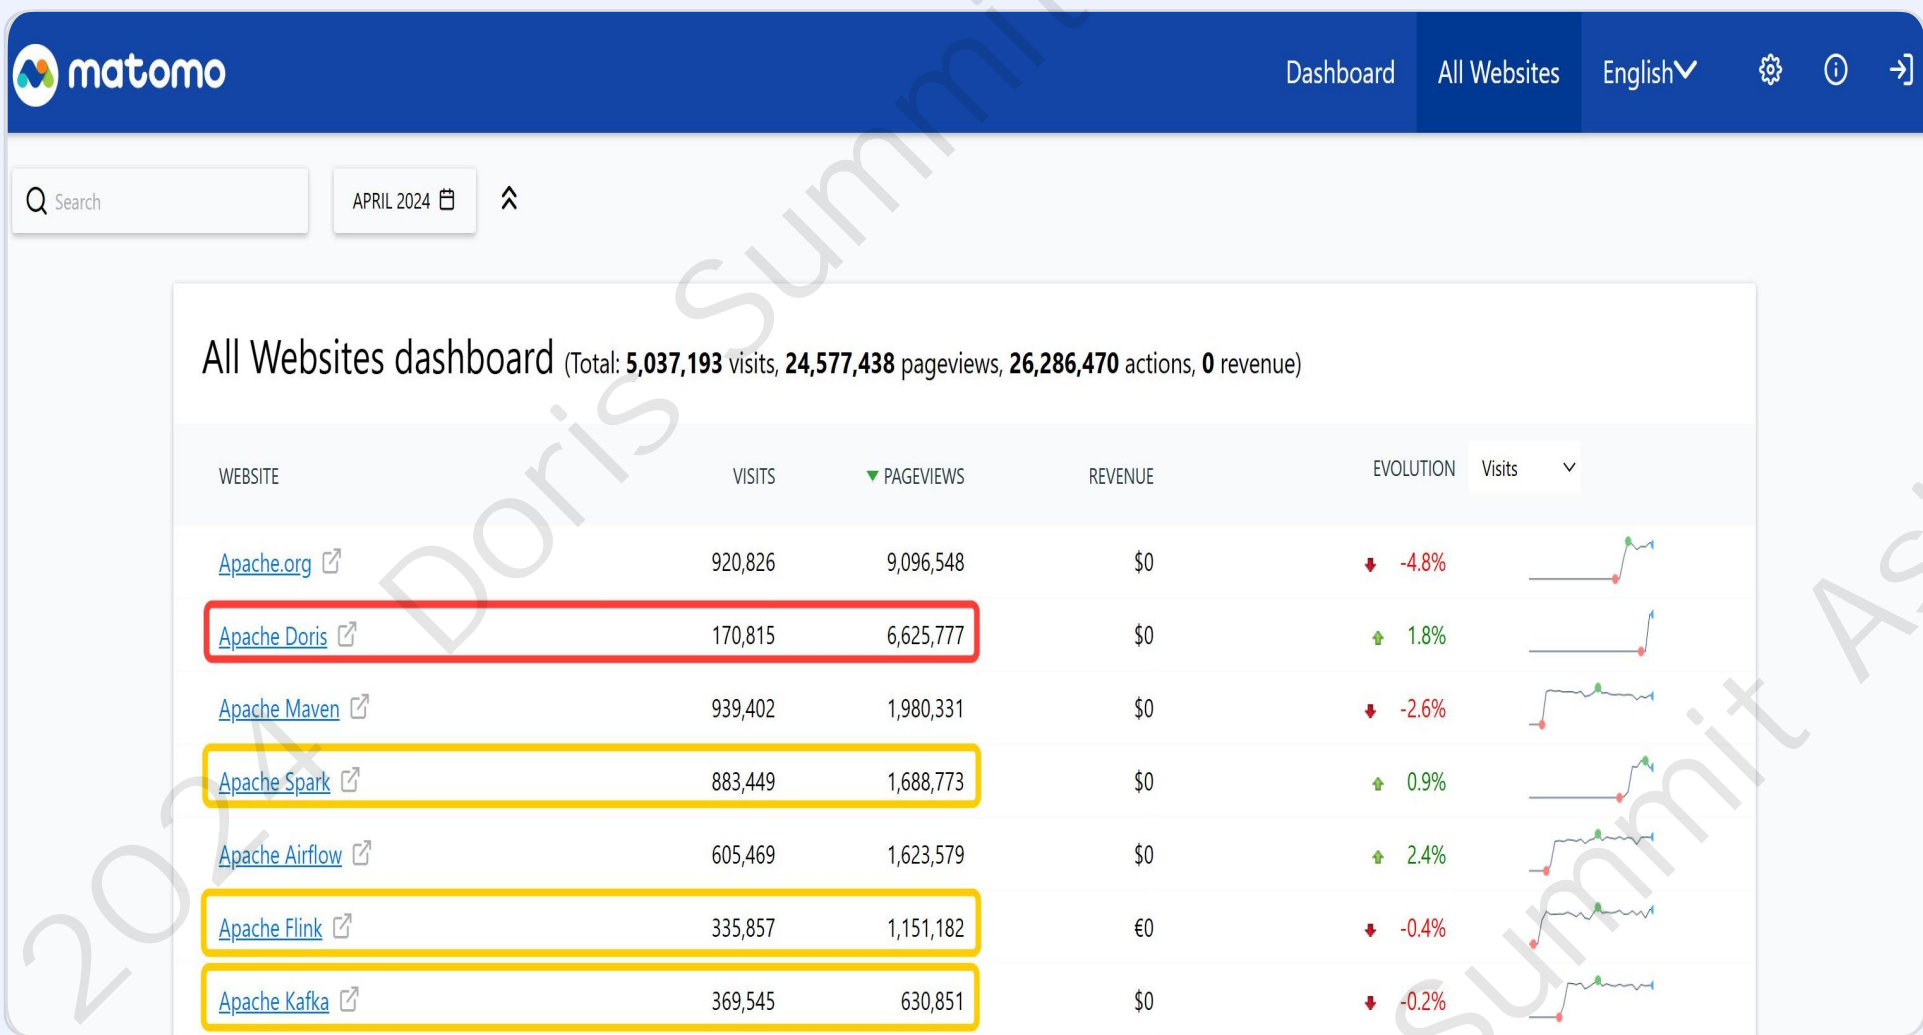 matomo
Dashboard All Websites English
Search
APRIL 2024
All Websites dashboard (Total: 5,037,193 visits, 24,577,438 pageviews, 26,286,470 actions, 0 revenue)
WEBSITE VISITS PAGEVIEWS REVENUE EVOLUTION Visits
Apache.org 920,826 9,096,548 $0 -4.8%
Apache Doris 170,815 6,625,777 $0 1.8%
Apache Maven 939,402 1,980,331 $0 -2.6%
Apache Spark 883,449 1,688,773 $0 0.9%
Apache Airflow 605,469 1,623,579 $0 2.4%
Apache Flink 335,857 1,151,182 €0 -0.4%
Apache Kafka 369,545 630,851 $0 -0.2%
2024 Doris Summit
Summit Asi